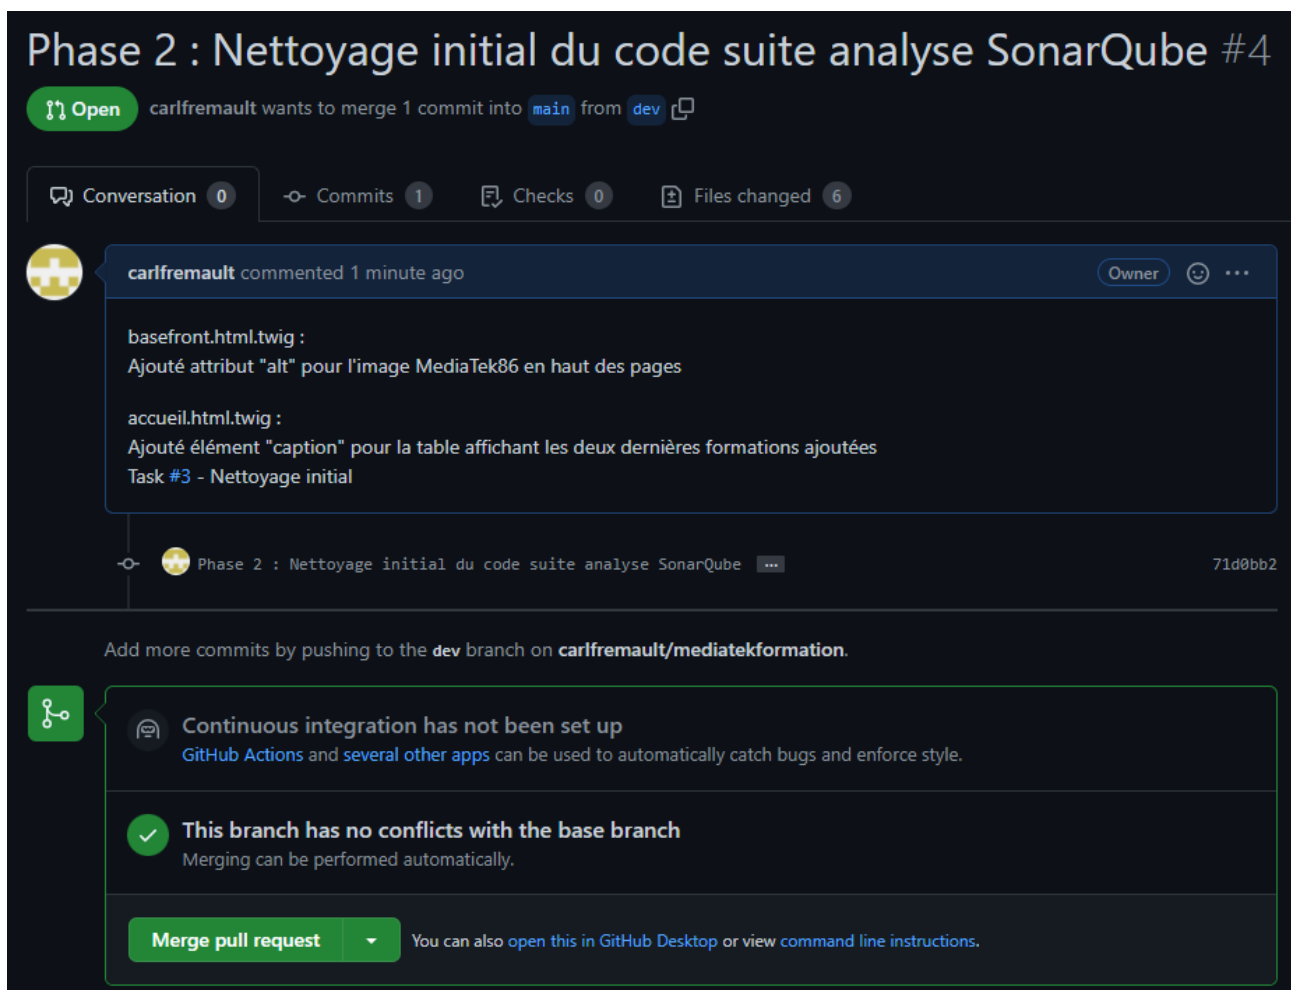 Phase 2 : Nettoyage initial du code suite analyse SonarQube #4
Open carlfremault wants to merge 1 commit into main from dev
Conversation 0 Commits 1 Checks 0 Files changed 6
carlfremault commented 1 minute ago Owner
basefront.html.twig :
Ajouté attribut "alt" pour l'image MediaTek86 en haut des pages
accueil.html.twig :
Ajouté élément "caption" pour la table affichant les deux dernières formations ajoutées
Task #3 - Nettoyage initial
Phase 2 : Nettoyage initial du code suite analyse SonarQube ... 71d0bb2
Add more commits by pushing to the dev branch on carlfremault/mediatekformation.
Continuous integration has not been set up
GitHub Actions and several other apps can be used to automatically catch bugs and enforce style.
This branch has no conflicts with the base branch
Merging can be performed automatically.
Merge pull request You can also open this in GitHub Desktop or view command line instructions.